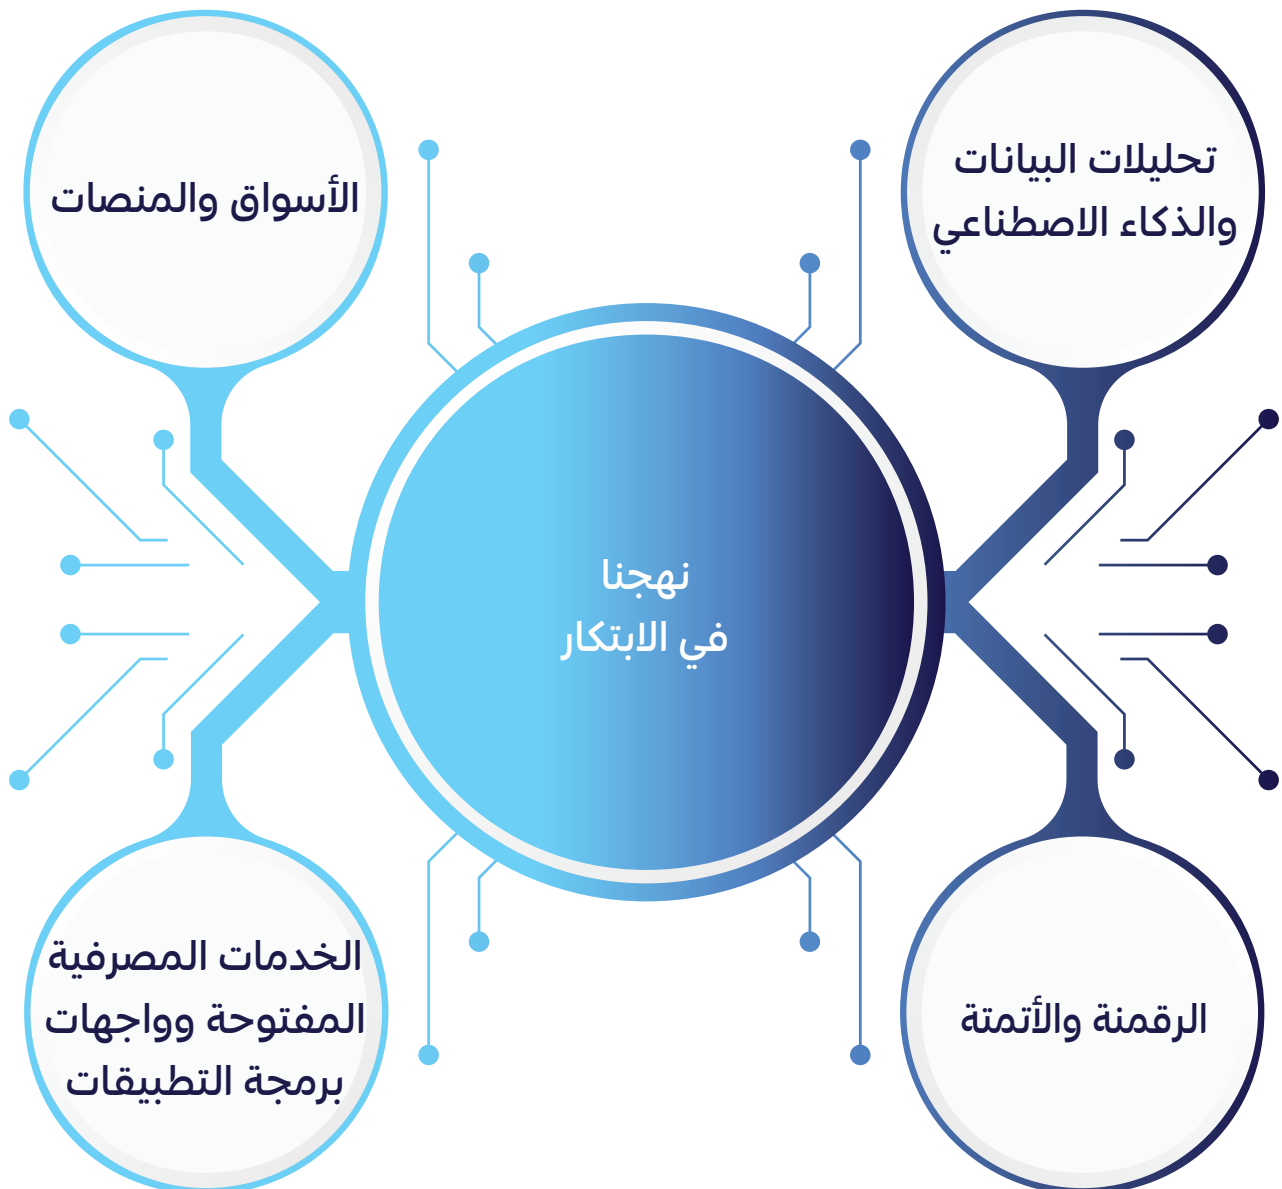 تحليلات البيانات
والذكاء الاصطناعي
الأسواق والمنصات
نهجنا
في الابتكار
الرقمنة والأتمتة
الخدمات المصرفية
المفتوحة وواجهات
برمجة التطبيقات